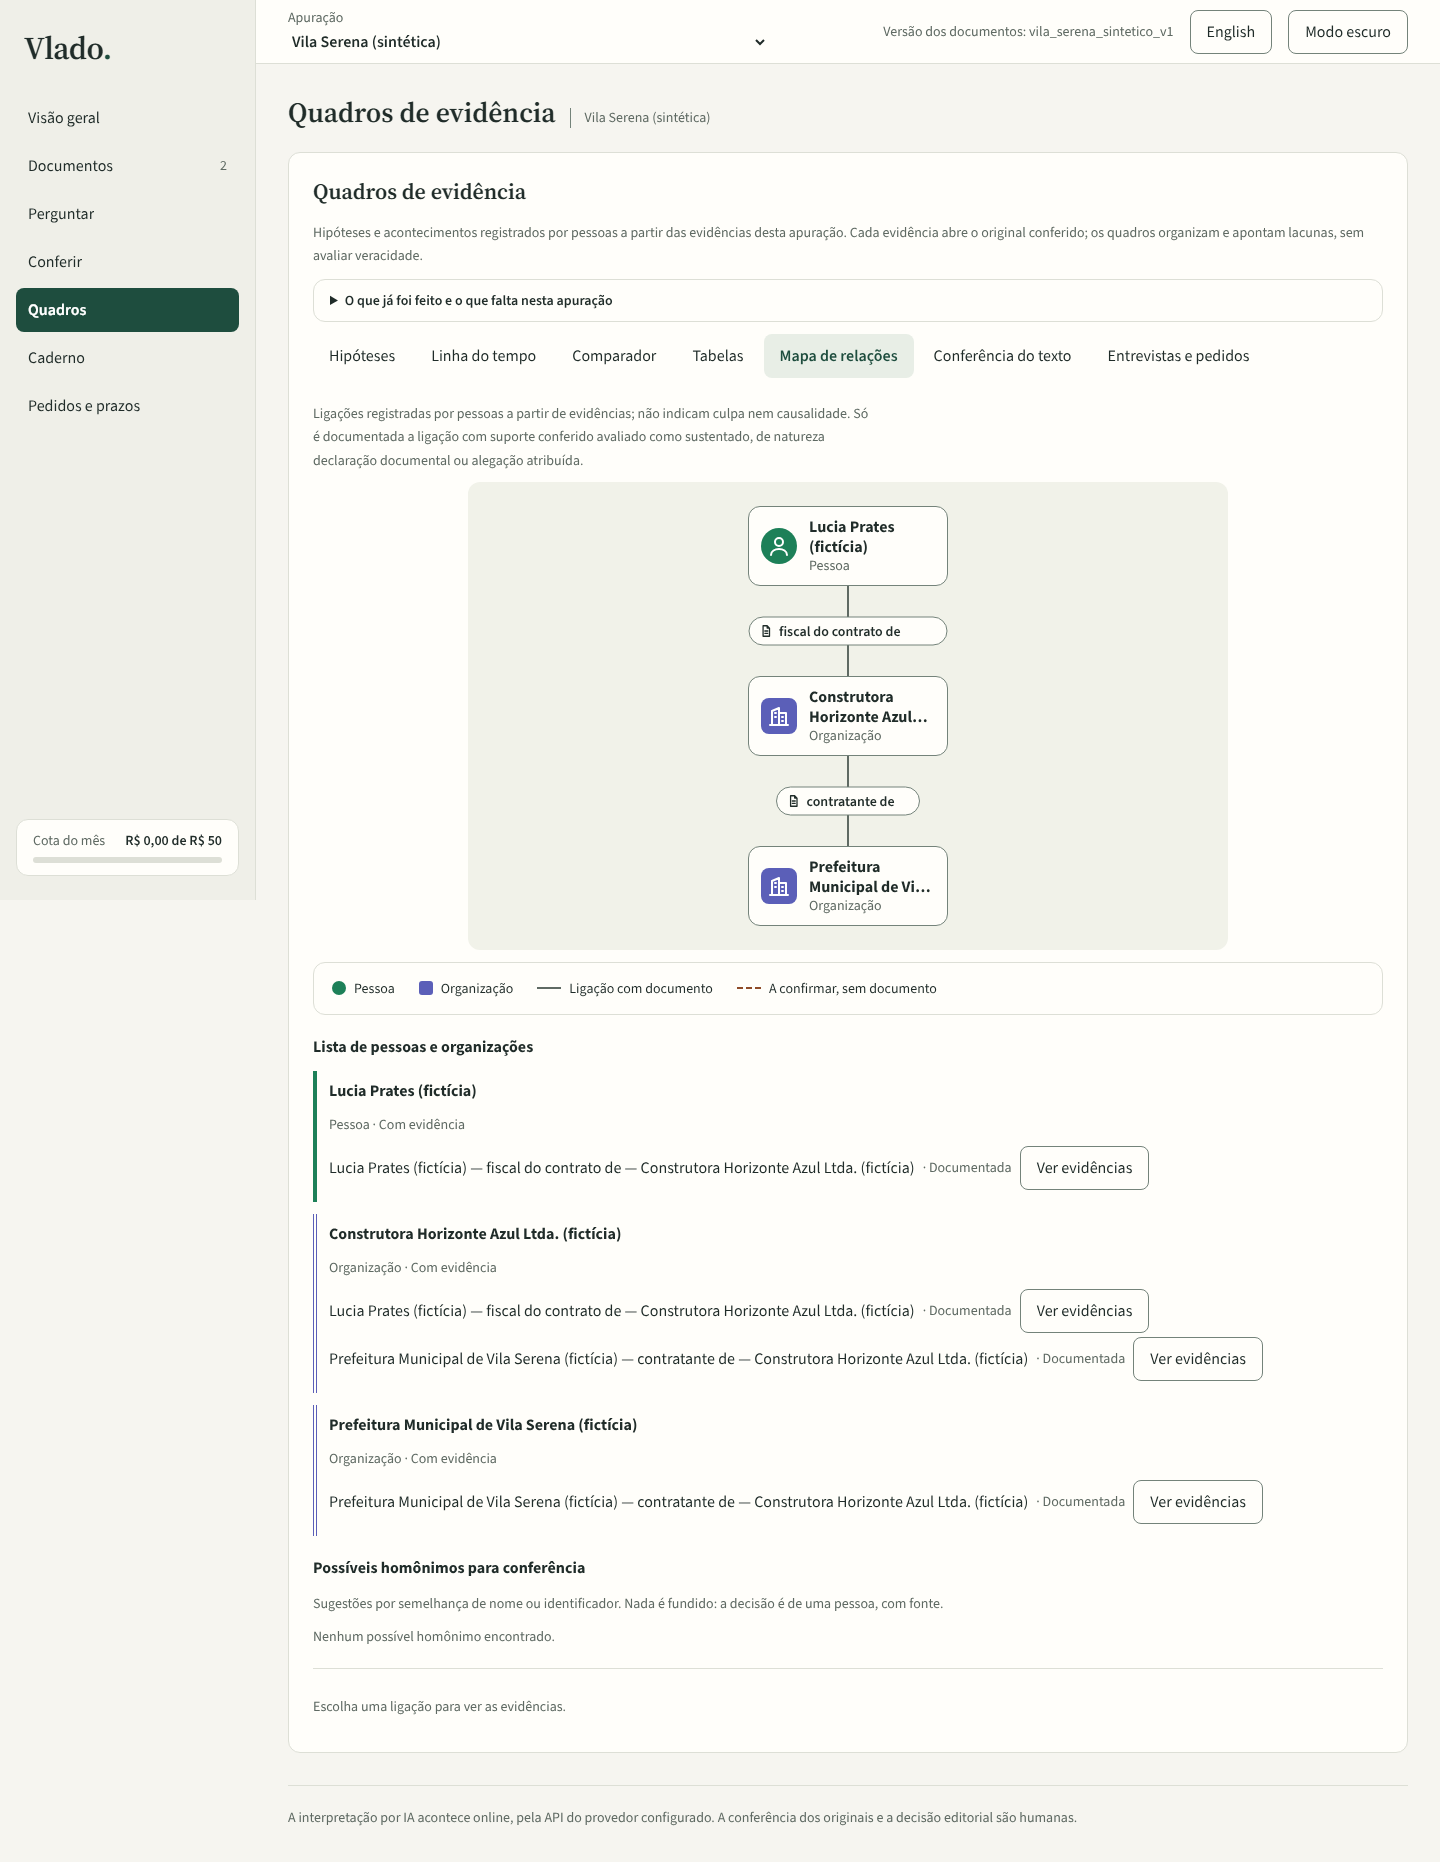 Vlado.
Visão geral
Documentos 2
Perguntar
Conferir
Quadros
Caderno
Pedidos e prazos
Cota do mês R$ 0,00 de R$ 50
Apuração
Vila Serena (sintética)
Versão dos documentos: vila_serena_sintetico_v1
English
Modo escuro
Quadros de evidência
Vila Serena (sintética)
Quadros de evidência
Hipóteses e acontecimentos registrados por pessoas a partir das evidências desta apuração. Cada evidência abre o original conferido; os quadros organizam e apontam lacunas, sem
avaliar veracidade.
O que já foi feito e o que falta nesta apuração
Hipóteses Linha do tempo Comparador Tabelas Mapa de relações Conferência do texto Entrevistas e pedidos
Ligações registradas por pessoas a partir de evidências; não indicam culpa nem causalidade. Só
é documentada a ligação com suporte conferido avaliado como sustentado, de natureza
declaração documental ou alegação atribuída.
Lucia Prates
(fictícia)
Pessoa
fiscal do contrato de
Construtora
Horizonte Azul…
Organização
contratante de
Prefeitura
Municipal de Vi…
Organização
Pessoa Organização Ligação com documento A confirmar, sem documento
Lista de pessoas e organizações
Lucia Prates (fictícia)
Pessoa · Com evidência
Lucia Prates (fictícia) — fiscal do contrato de — Construtora Horizonte Azul Ltda. (fictícia) · Documentada Ver evidências
Construtora Horizonte Azul Ltda. (fictícia)
Organização · Com evidência
Lucia Prates (fictícia) — fiscal do contrato de — Construtora Horizonte Azul Ltda. (fictícia) · Documentada Ver evidências
Prefeitura Municipal de Vila Serena (fictícia) — contratante de — Construtora Horizonte Azul Ltda. (fictícia) · Documentada Ver evidências
Prefeitura Municipal de Vila Serena (fictícia)
Organização · Com evidência
Prefeitura Municipal de Vila Serena (fictícia) — contratante de — Construtora Horizonte Azul Ltda. (fictícia) · Documentada Ver evidências
Possíveis homônimos para conferência
Sugestões por semelhança de nome ou identificador. Nada é fundido: a decisão é de uma pessoa, com fonte.
Nenhum possível homônimo encontrado.
Escolha uma ligação para ver as evidências.
A interpretação por IA acontece online, pela API do provedor configurado. A conferência dos originais e a decisão editorial são humanas.